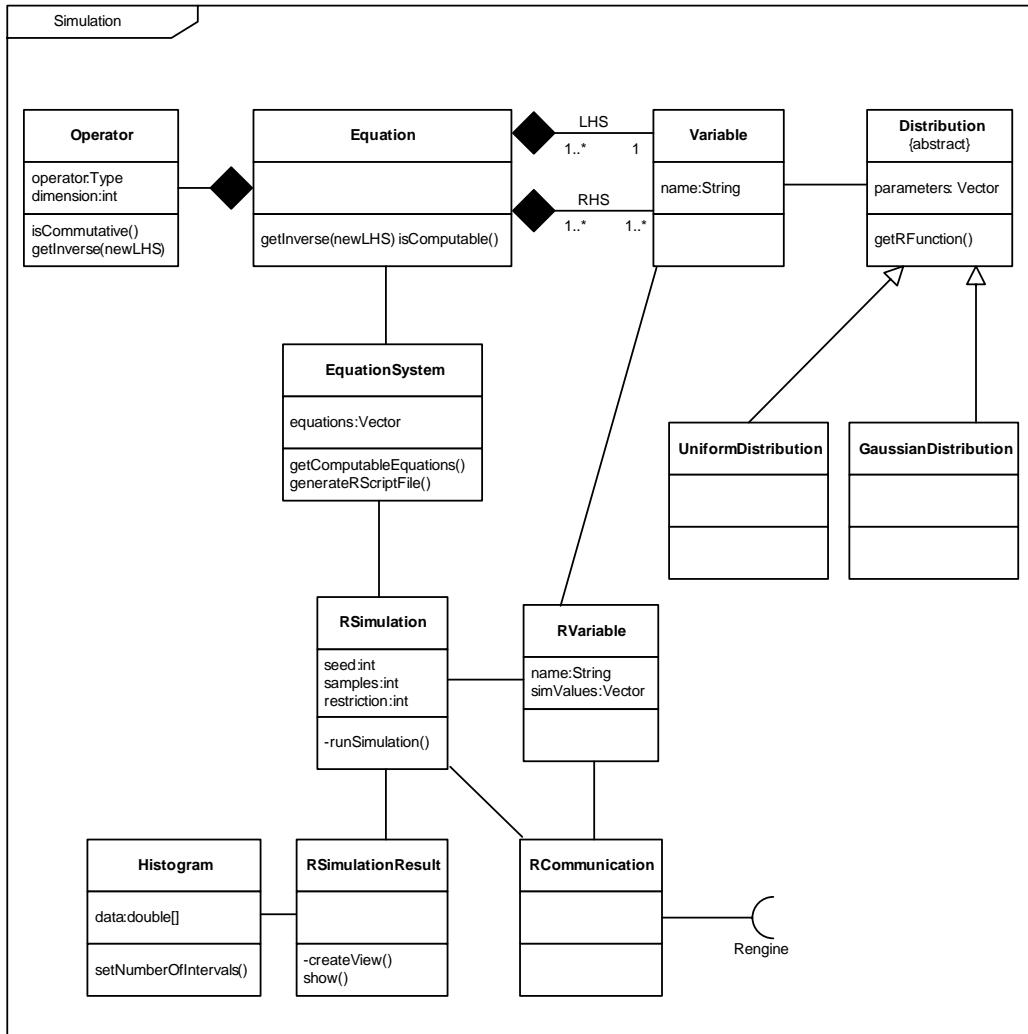 Simulation
Operator
operator:Type
dimension:int
isCommutative()
getInverse(newLHS)
Equation
getInverse(newLHS) isComputable()
LHS
1..* 1
RHS
1..* 1..*
Variable
name:String
Distribution
{abstract}
parameters: Vector
getRFunction()
EquationSystem
equations:Vector
getComputableEquations()
generateRScriptFile()
UniformDistribution
GaussianDistribution
RSimulation
seed:int
samples:int
restriction:int
-runSimulation()
RVariable
name:String
simValues:Vector
Histogram
data:double[]
setNumberOfIntervals()
RSimulationResult
-createView()
show()
RCommunication
Rengine